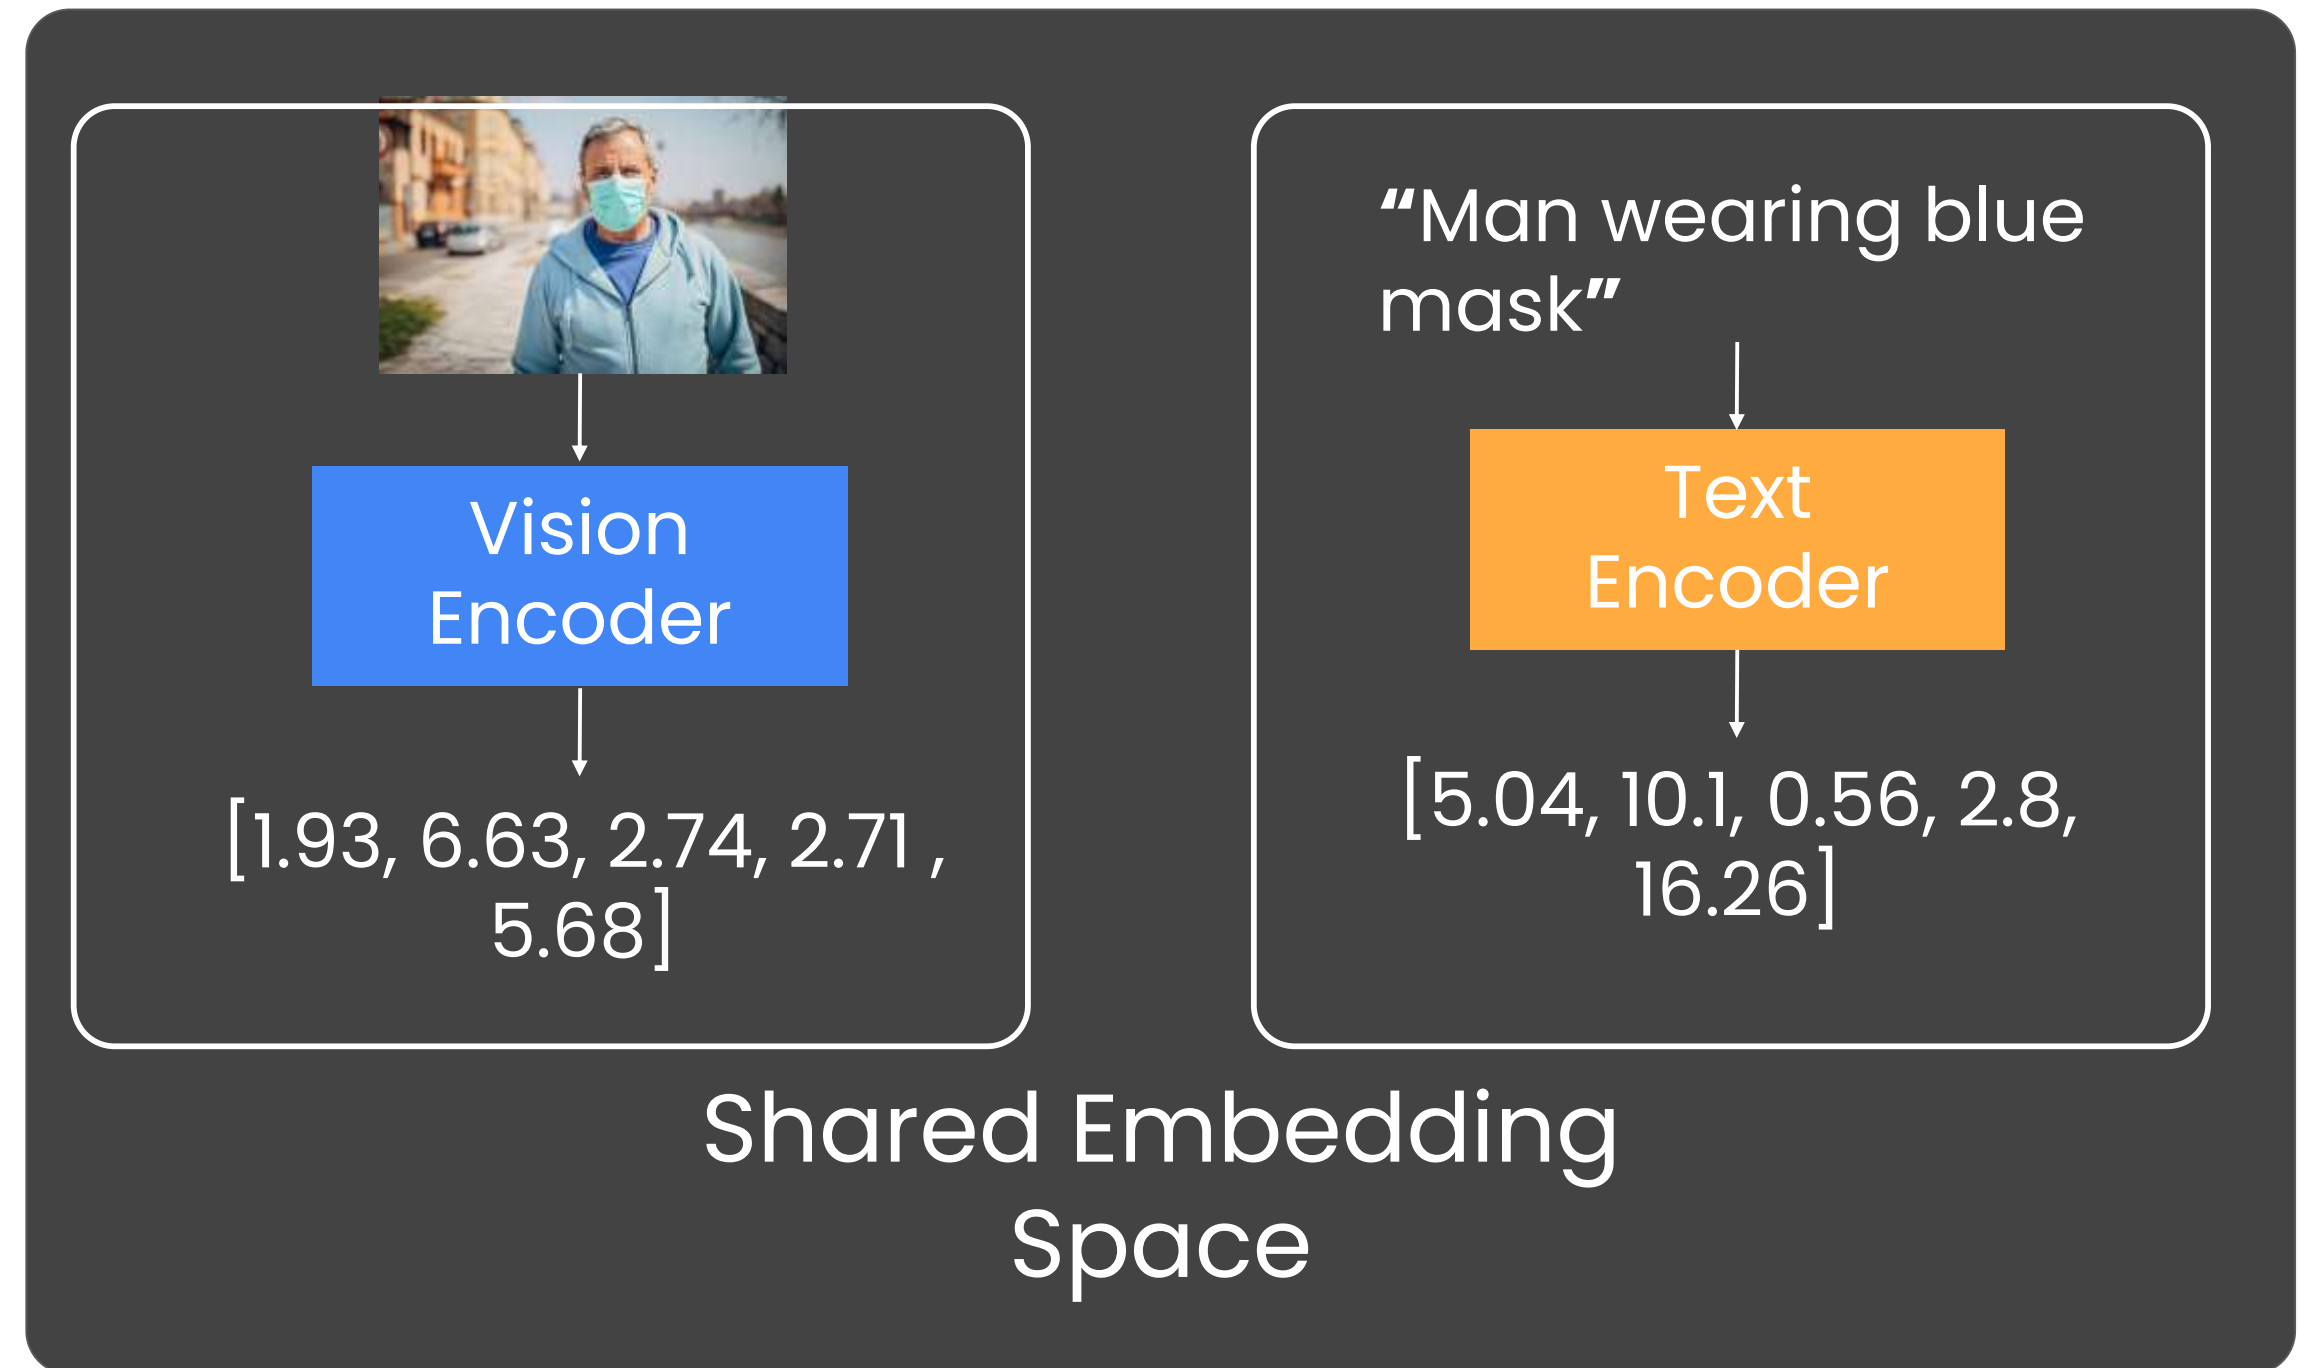 “Man wearing blue
mask”
Vision
Encoder
Text
Encoder
[1.93, 6.63, 2.74, 2.71 ,
5.68]
[5.04, 10.1, 0.56, 2.8,
16.26]
Shared Embedding
Space